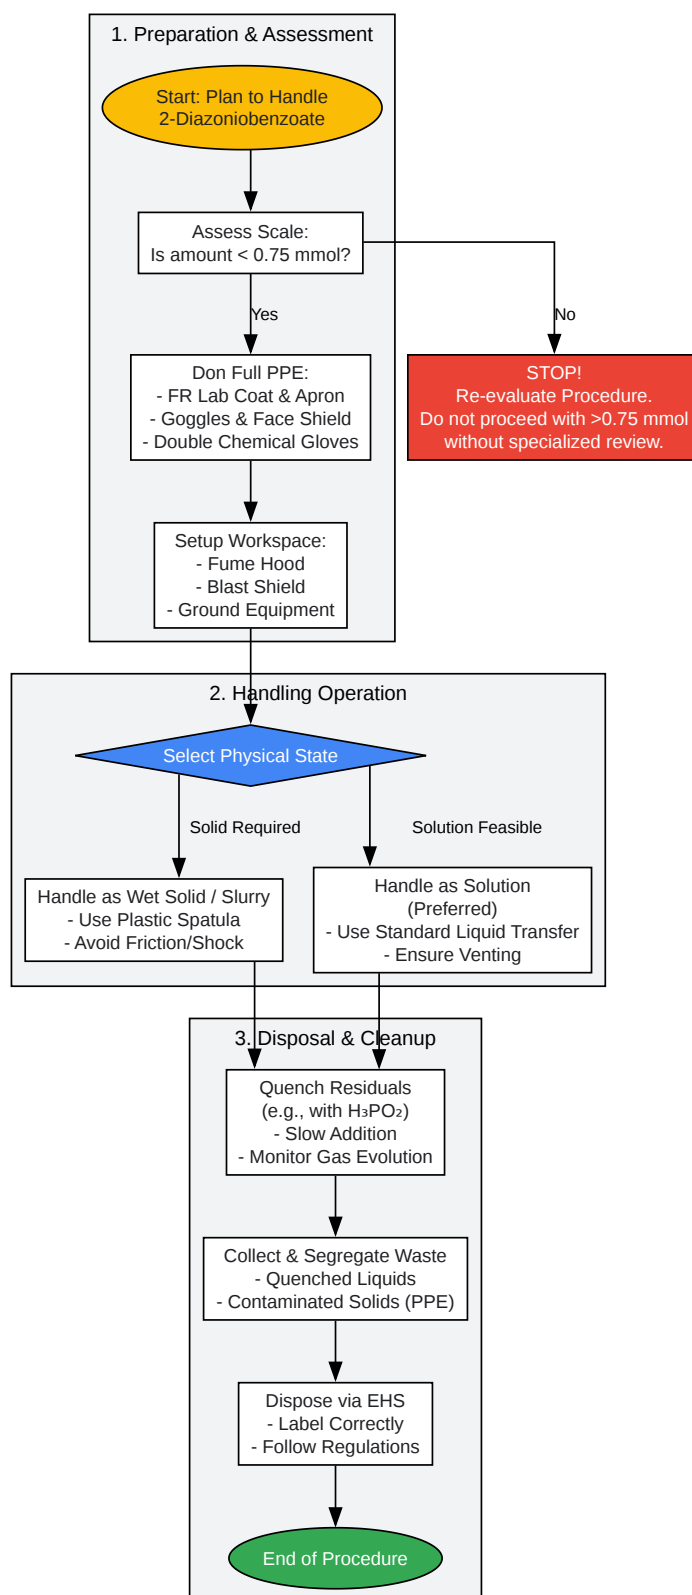 1. Preparation & Assessment
Start: Plan to Handle
2-Diazoniobenzoate
Assess Scale:
Is amount < 0.75 mmol?
Yes
No
Don Full PPE:
- FR Lab Coat & Apron
- Goggles & Face Shield
- Double Chemical Gloves
STOP!
Re-evaluate Procedure.
Do not proceed with >0.75 mmol
without specialized review.
Setup Workspace:
- Fume Hood
- Blast Shield
- Ground Equipment
2. Handling Operation
Select Physical State
Solid Required
Solution Feasible
Handle as Wet Solid / Slurry
- Use Plastic Spatula
- Avoid Friction/Shock
Handle as Solution
(Preferred)
- Use Standard Liquid Transfer
- Ensure Venting
3. Disposal & Cleanup
Quench Residuals
(e.g., with H₃PO₂)
- Slow Addition
- Monitor Gas Evolution
Collect & Segregate Waste
- Quenched Liquids
- Contaminated Solids (PPE)
Dispose via EHS
- Label Correctly
- Follow Regulations
End of Procedure